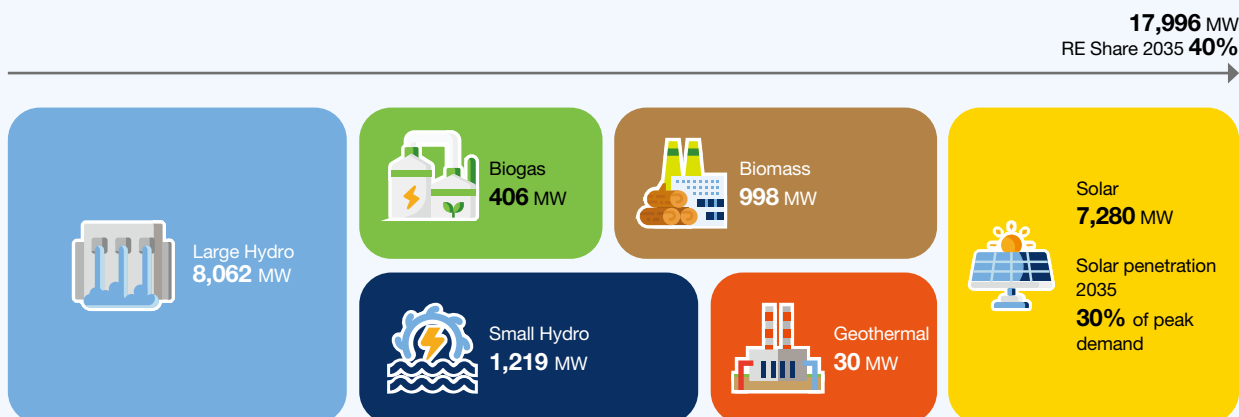 17,996 MW
RE Share 2035 40%
Large Hydro
8,062 MW
Biogas
406 MW
Biomass
998 MW
Small Hydro
1,219 MW
Geothermal
30 MW
Solar
7,280 MW
Solar penetration
2035
30% of peak
demand